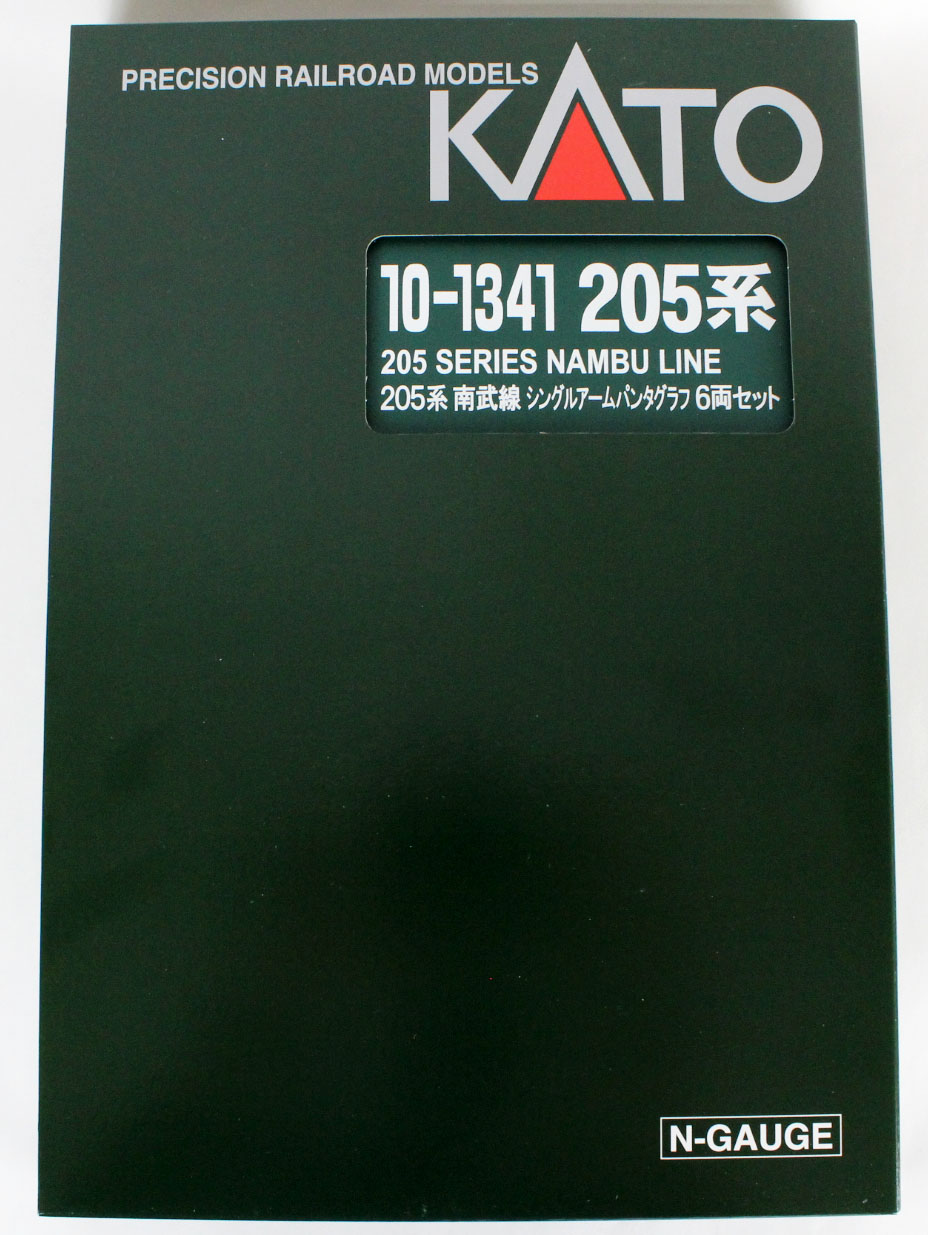 PRECISION RAILROAD MODELS
KATO
10-1341 205系
205 SERIES NAMBU LINE
205系 南武線 シングルアームパンタグラフ 6両セット
N-GAUGE